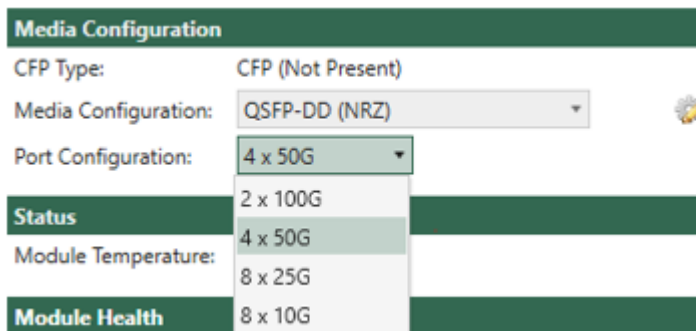 Media Configuration
CFP Type: CFP (Not Present)
Media Configuration: QSFP-DD (NRZ)
Port Configuration: 4 x 50G
2 x 100G
Status
4 x 50G
Module Temperature:
8 x 25G
Module Health
8 x 10G